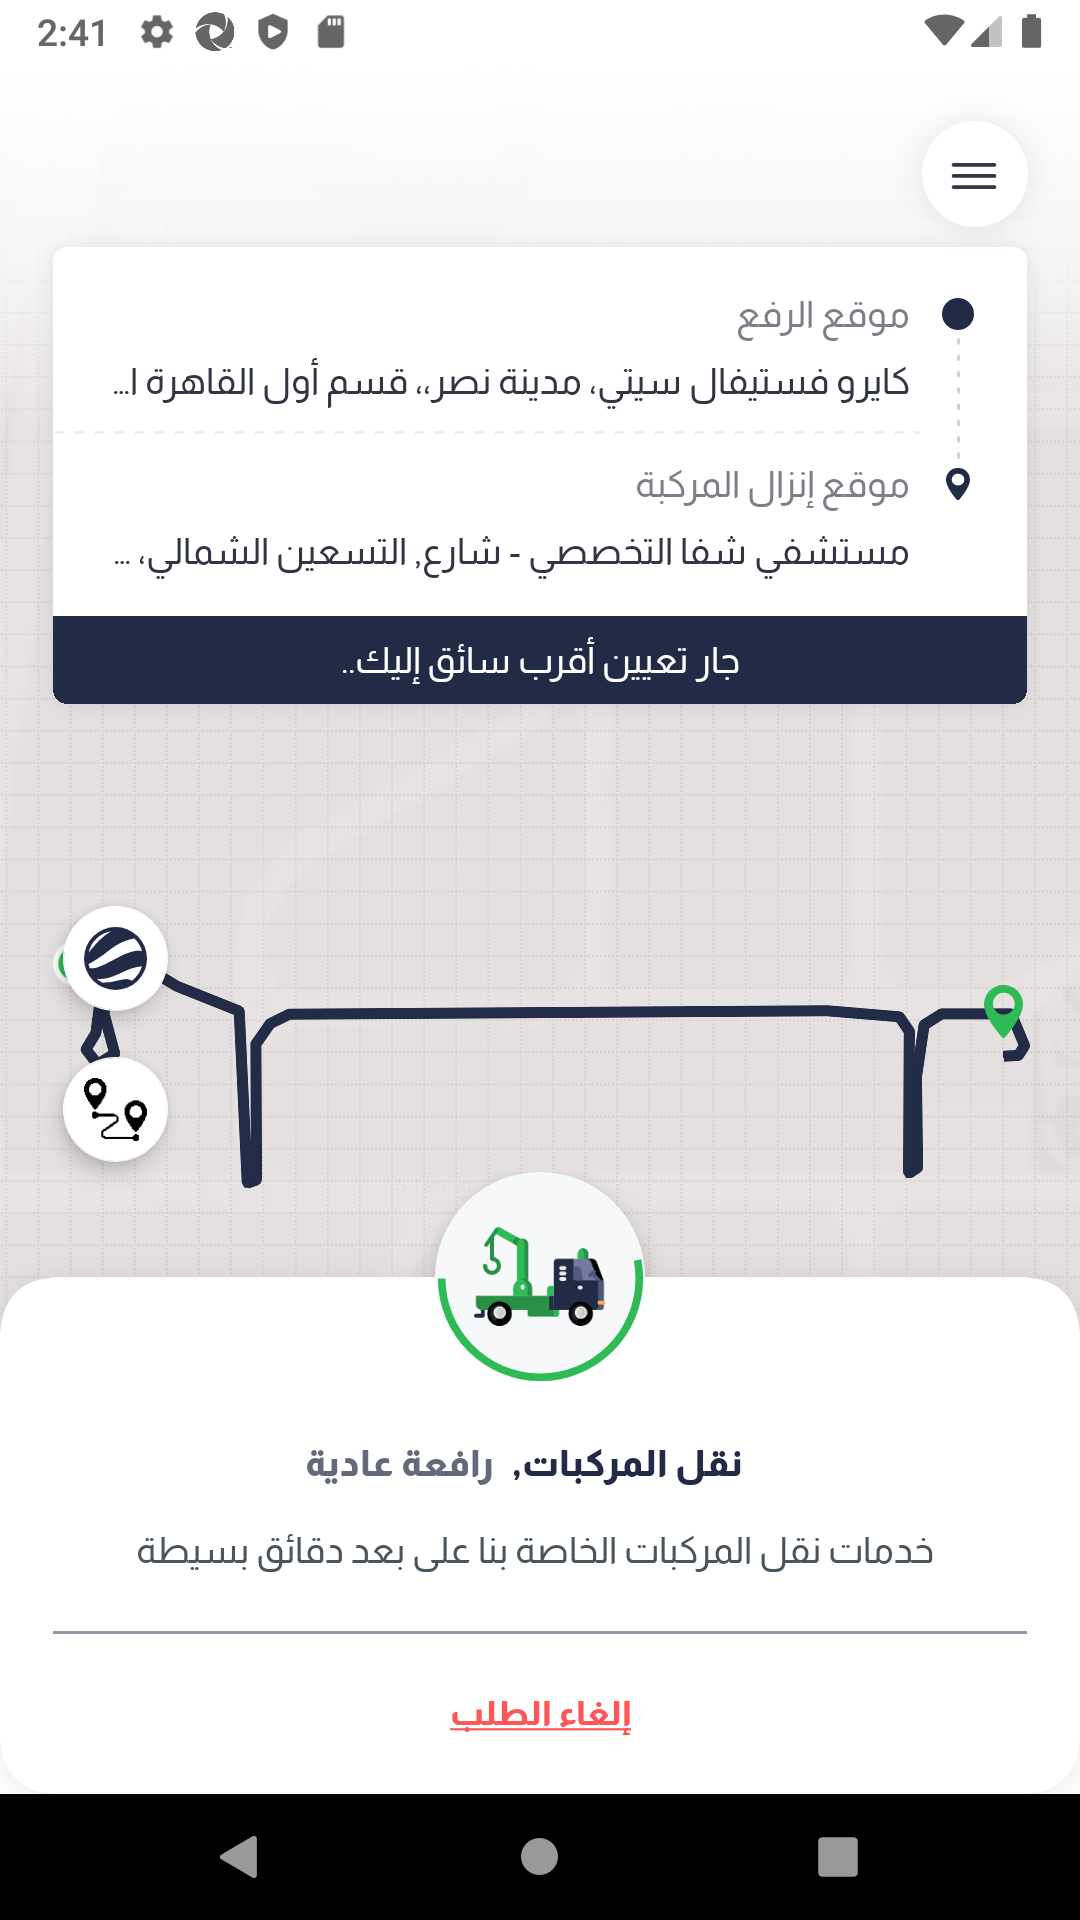 2:41
موقع الرفع
كايرو فستيفال سيتي، مدينة نصر،، قسم أول القاهرة ا...
موقع إنزال المركبة
مستشفي شفا التخصصي - شارع, التسعين الشمالي، ...
جار تعيين أقرب سائق إليك..
نقل المركبات, رافعة عادية
خدمات نقل المركبات الخاصة بنا على بعد دقائق بسيطة
إلغاء الطلب